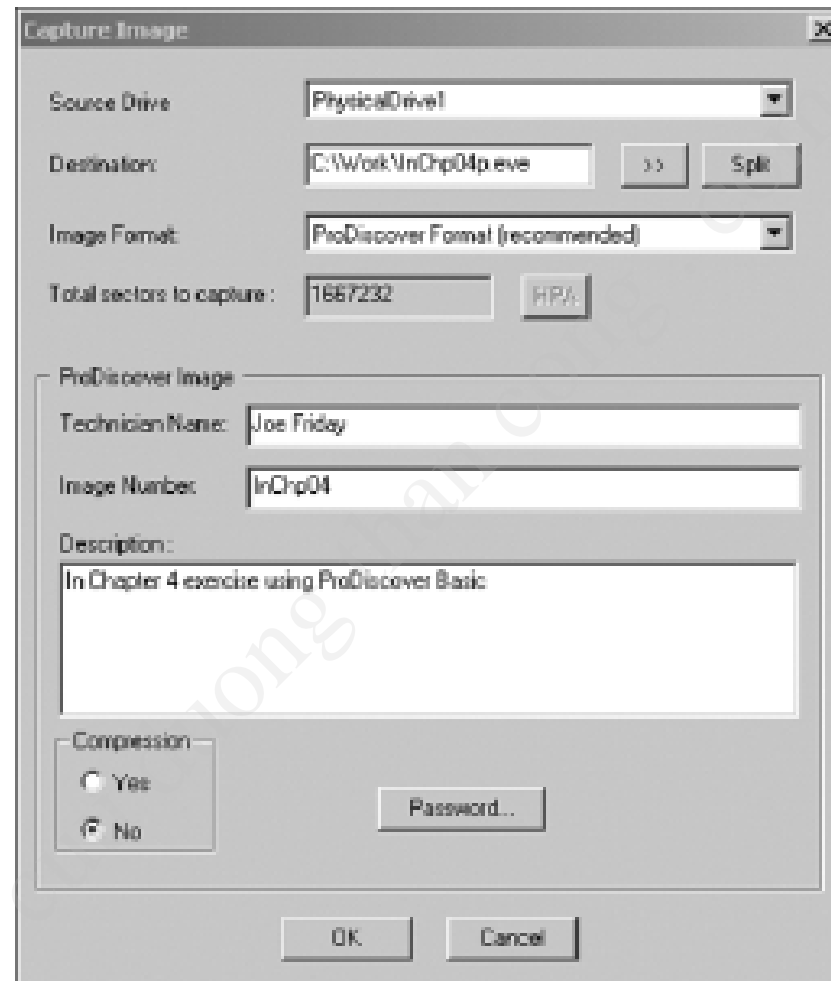 Capture Image
Source Drive PhysicalDrive1
Destination: C:\Work\InChp04p.eve >> Split
Image Format: ProDiscover Format (recommended)
Total sectors to capture : 1667232 HPA
ProDiscover Image
Technician Name: Joe Friday
Image Number: InChp04
Description :
In Chapter 4 exercise using ProDiscover Basic
Compression
Yes
No
Password...
OK Cancel